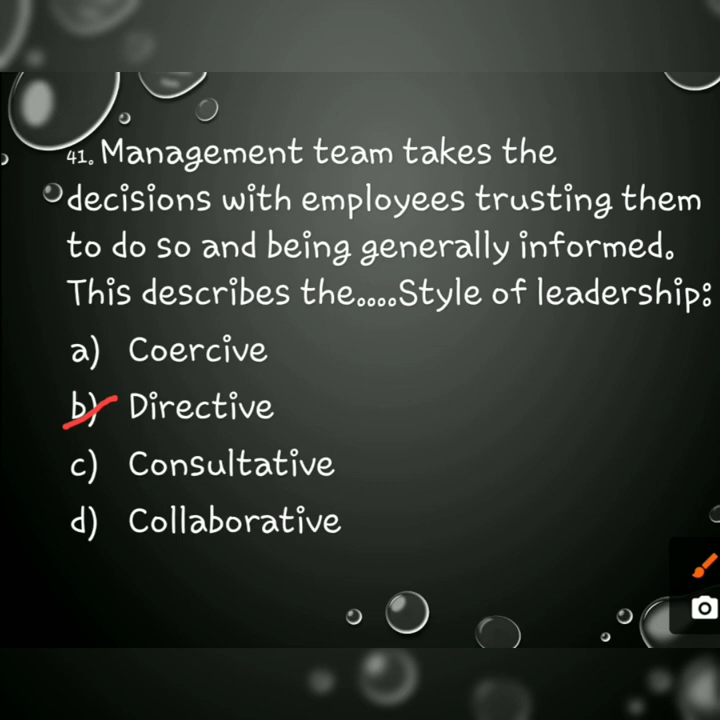 41. Management team takes the
decisions with employees trusting them
to do so and being generally informed.
This describes the....Style of leadership:
a) Coercive
b) Directive
c) Consultative
d) Collaborative